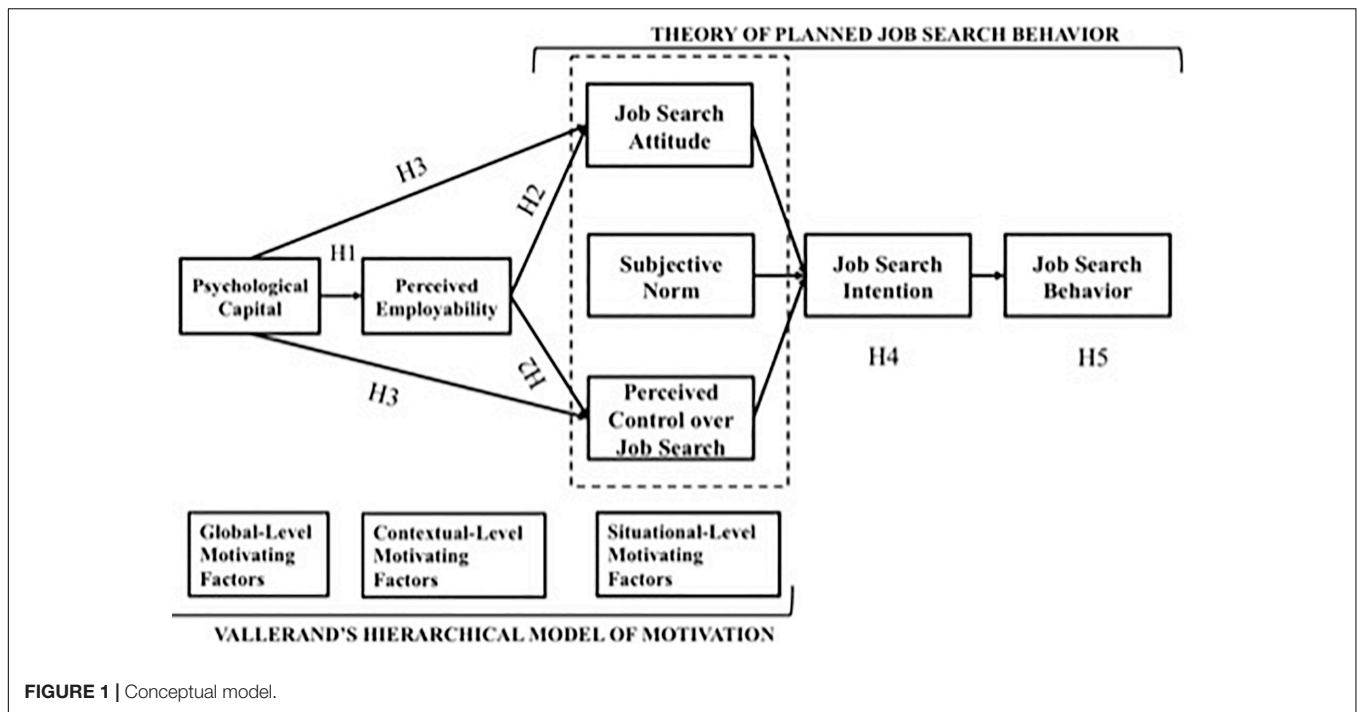 THEORY OF PLANNED JOB SEARCH BEHAVIOR
Job Search
Attitude
H3
H2
H1
Psychological
Capital
Perceived
Employability
Subjective
Norm
Job Search
Intention
Job Search
Behavior
H4
H5
H3
H2
Perceived
Control over
Job Search
Global-Level
Motivating
Factors
Contextual-Level
Motivating
Factors
Situational-Level
Motivating
Factors
VALLERAND'S HIERARCHICAL MODEL OF MOTIVATION
FIGURE 1 | Conceptual model.